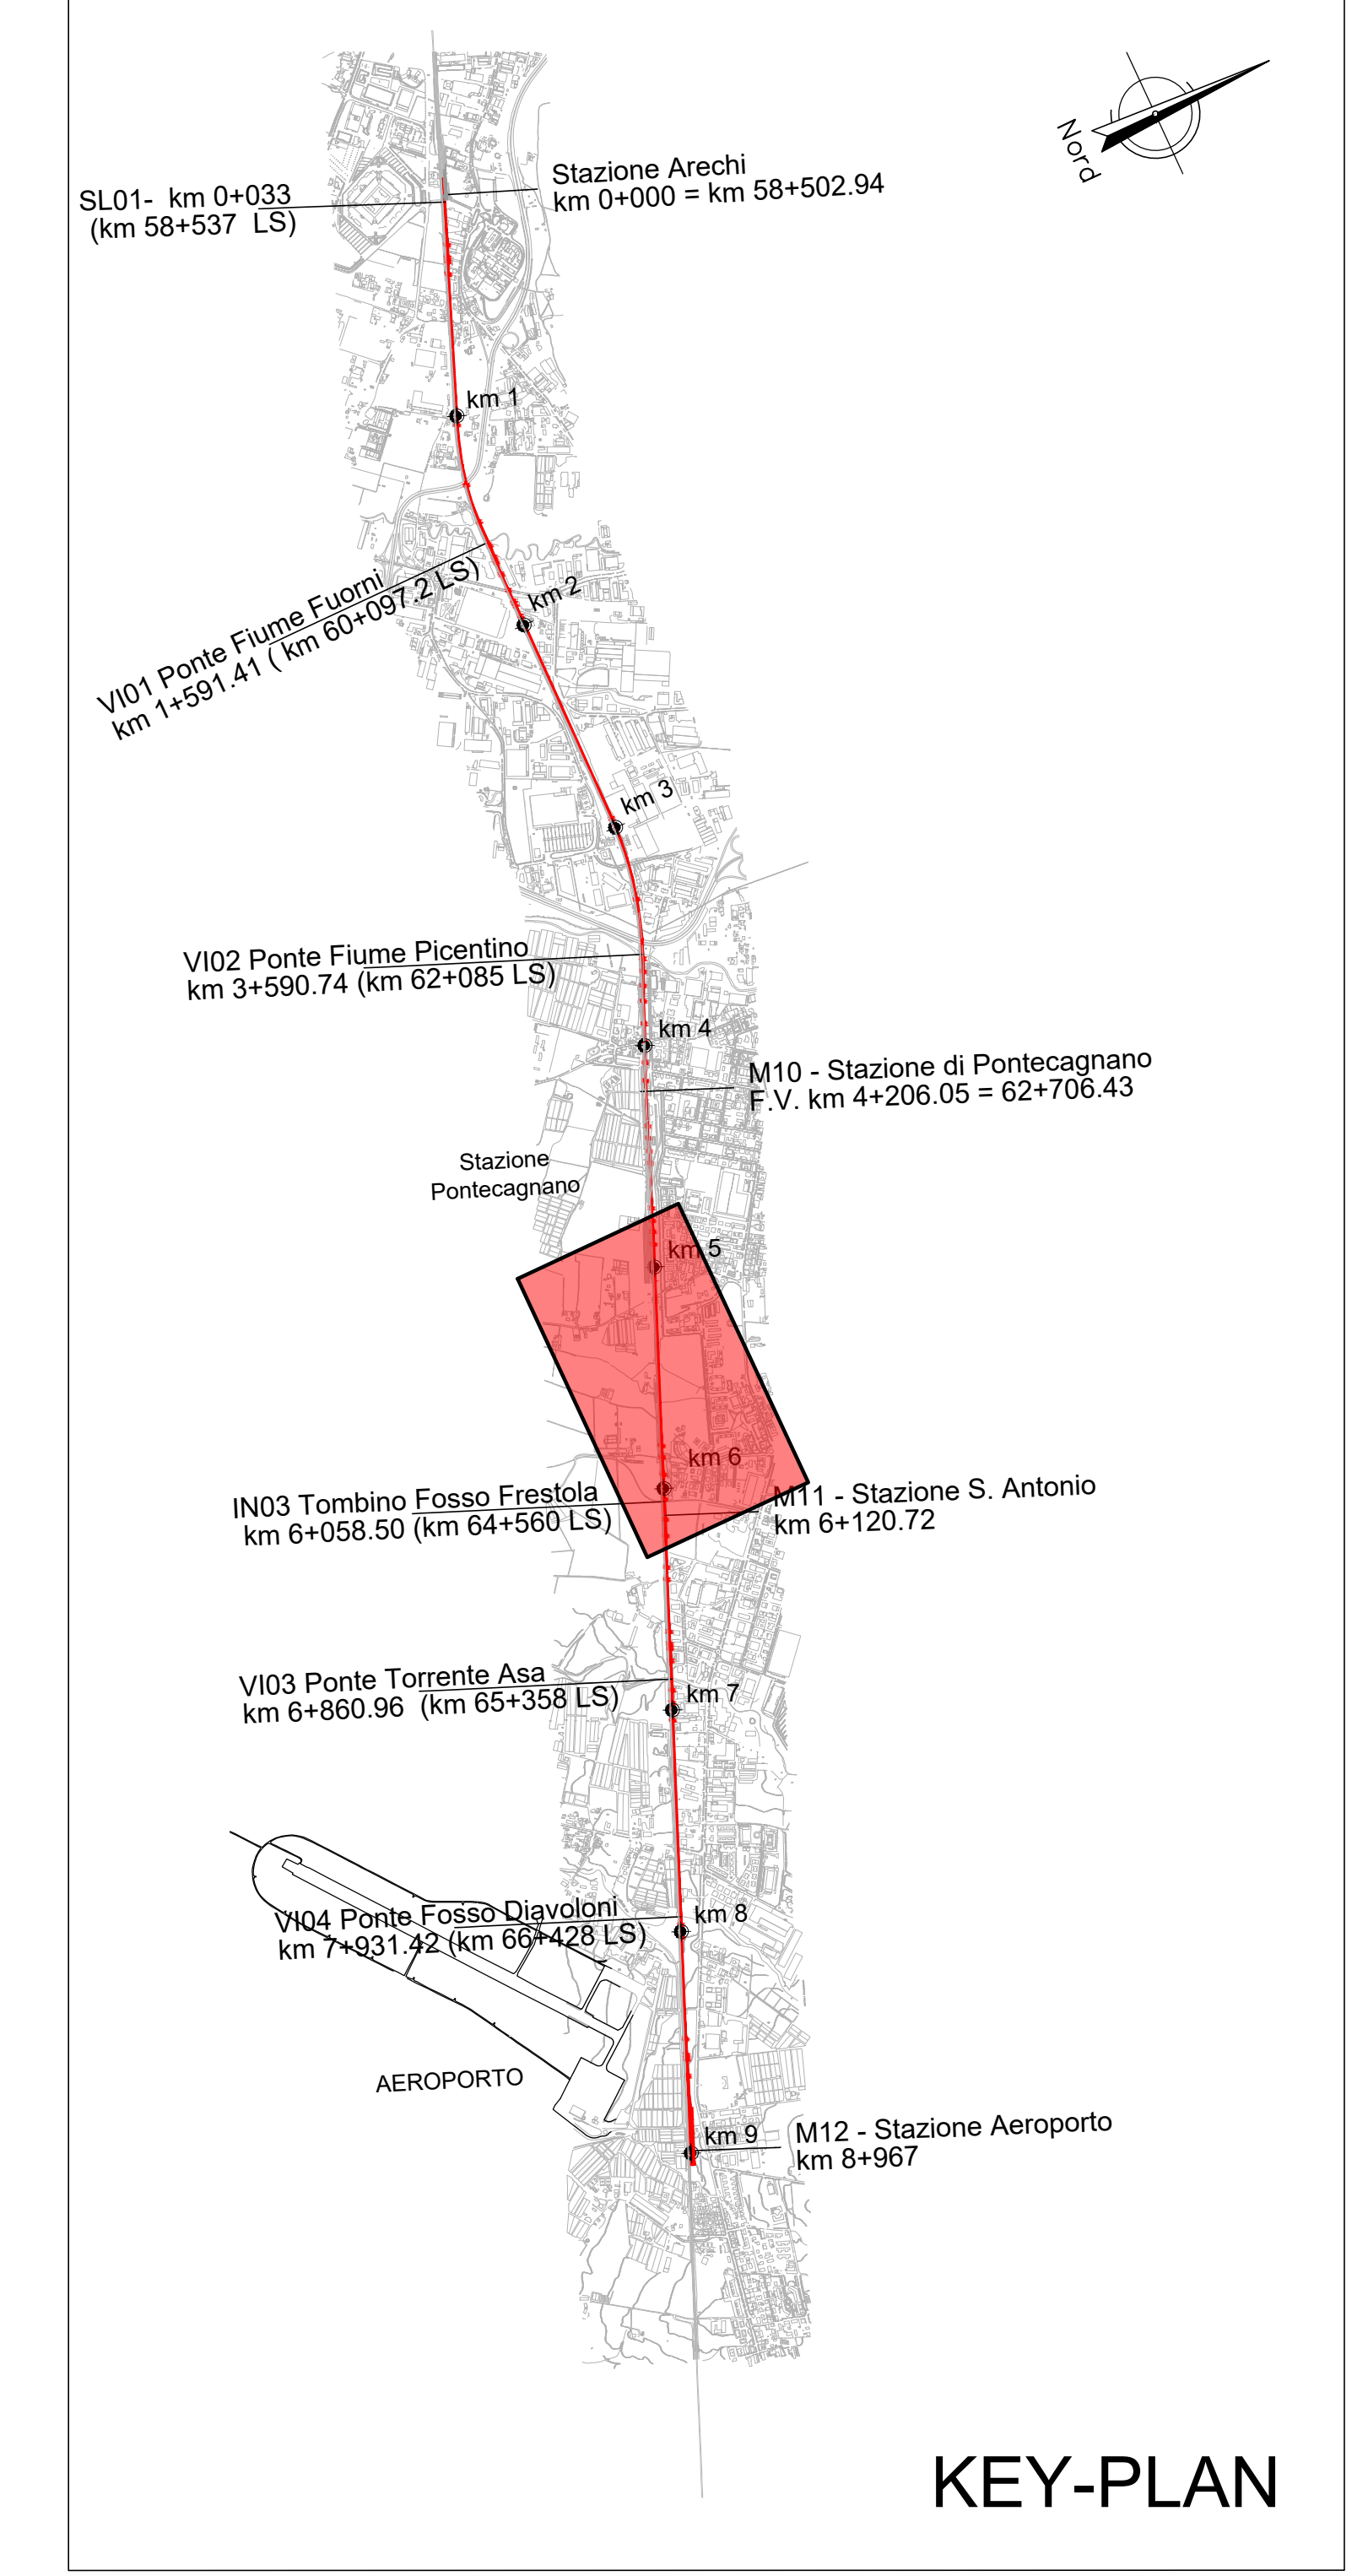 Nord
Stazione Arechi
km 0+000 = km 58+502.94
SL01- km 0+033
(km 58+537 LS)
km 1
VI01 Ponte Fiume Fuorni
km 1+591.41 ( km 60+097.2 LS)
km 2
km 3
VI02 Ponte Fiume Picentino
km 3+590.74 (km 62+085 LS)
km 4
M10 - Stazione di Pontecagnano
F.V. km 4+206.05 = 62+706.43
Stazione
Pontecagnano
km 5
km 6
IN03 Tombino Fosso Frestola
km 6+058.50 (km 64+560 LS)
M11 - Stazione S. Antonio
km 6+120.72
VI03 Ponte Torrente Asa
km 6+860.96 (km 65+358 LS)
km 7
VI04 Ponte Fosso Diavoloni
km 7+931.42 (km 66+428 LS)
km 8
AEROPORTO
km 9
M12 - Stazione Aeroporto
km 8+967
KEY-PLAN